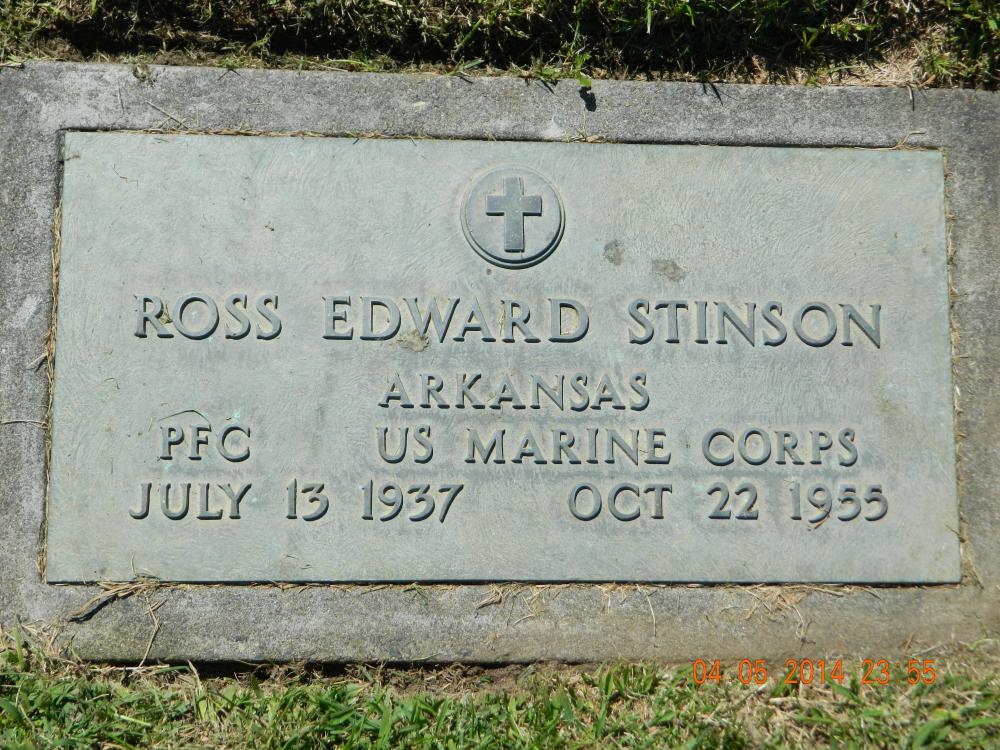 ROSS EDWARD STINSON
ARKANSAS
PFC US MARINE CORPS
JULY 13 1937 OCT 22 1955
04 05 2014 23 55